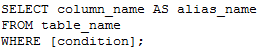 SELECT column_name AS alias_name
FROM table_name
WHERE [condition];